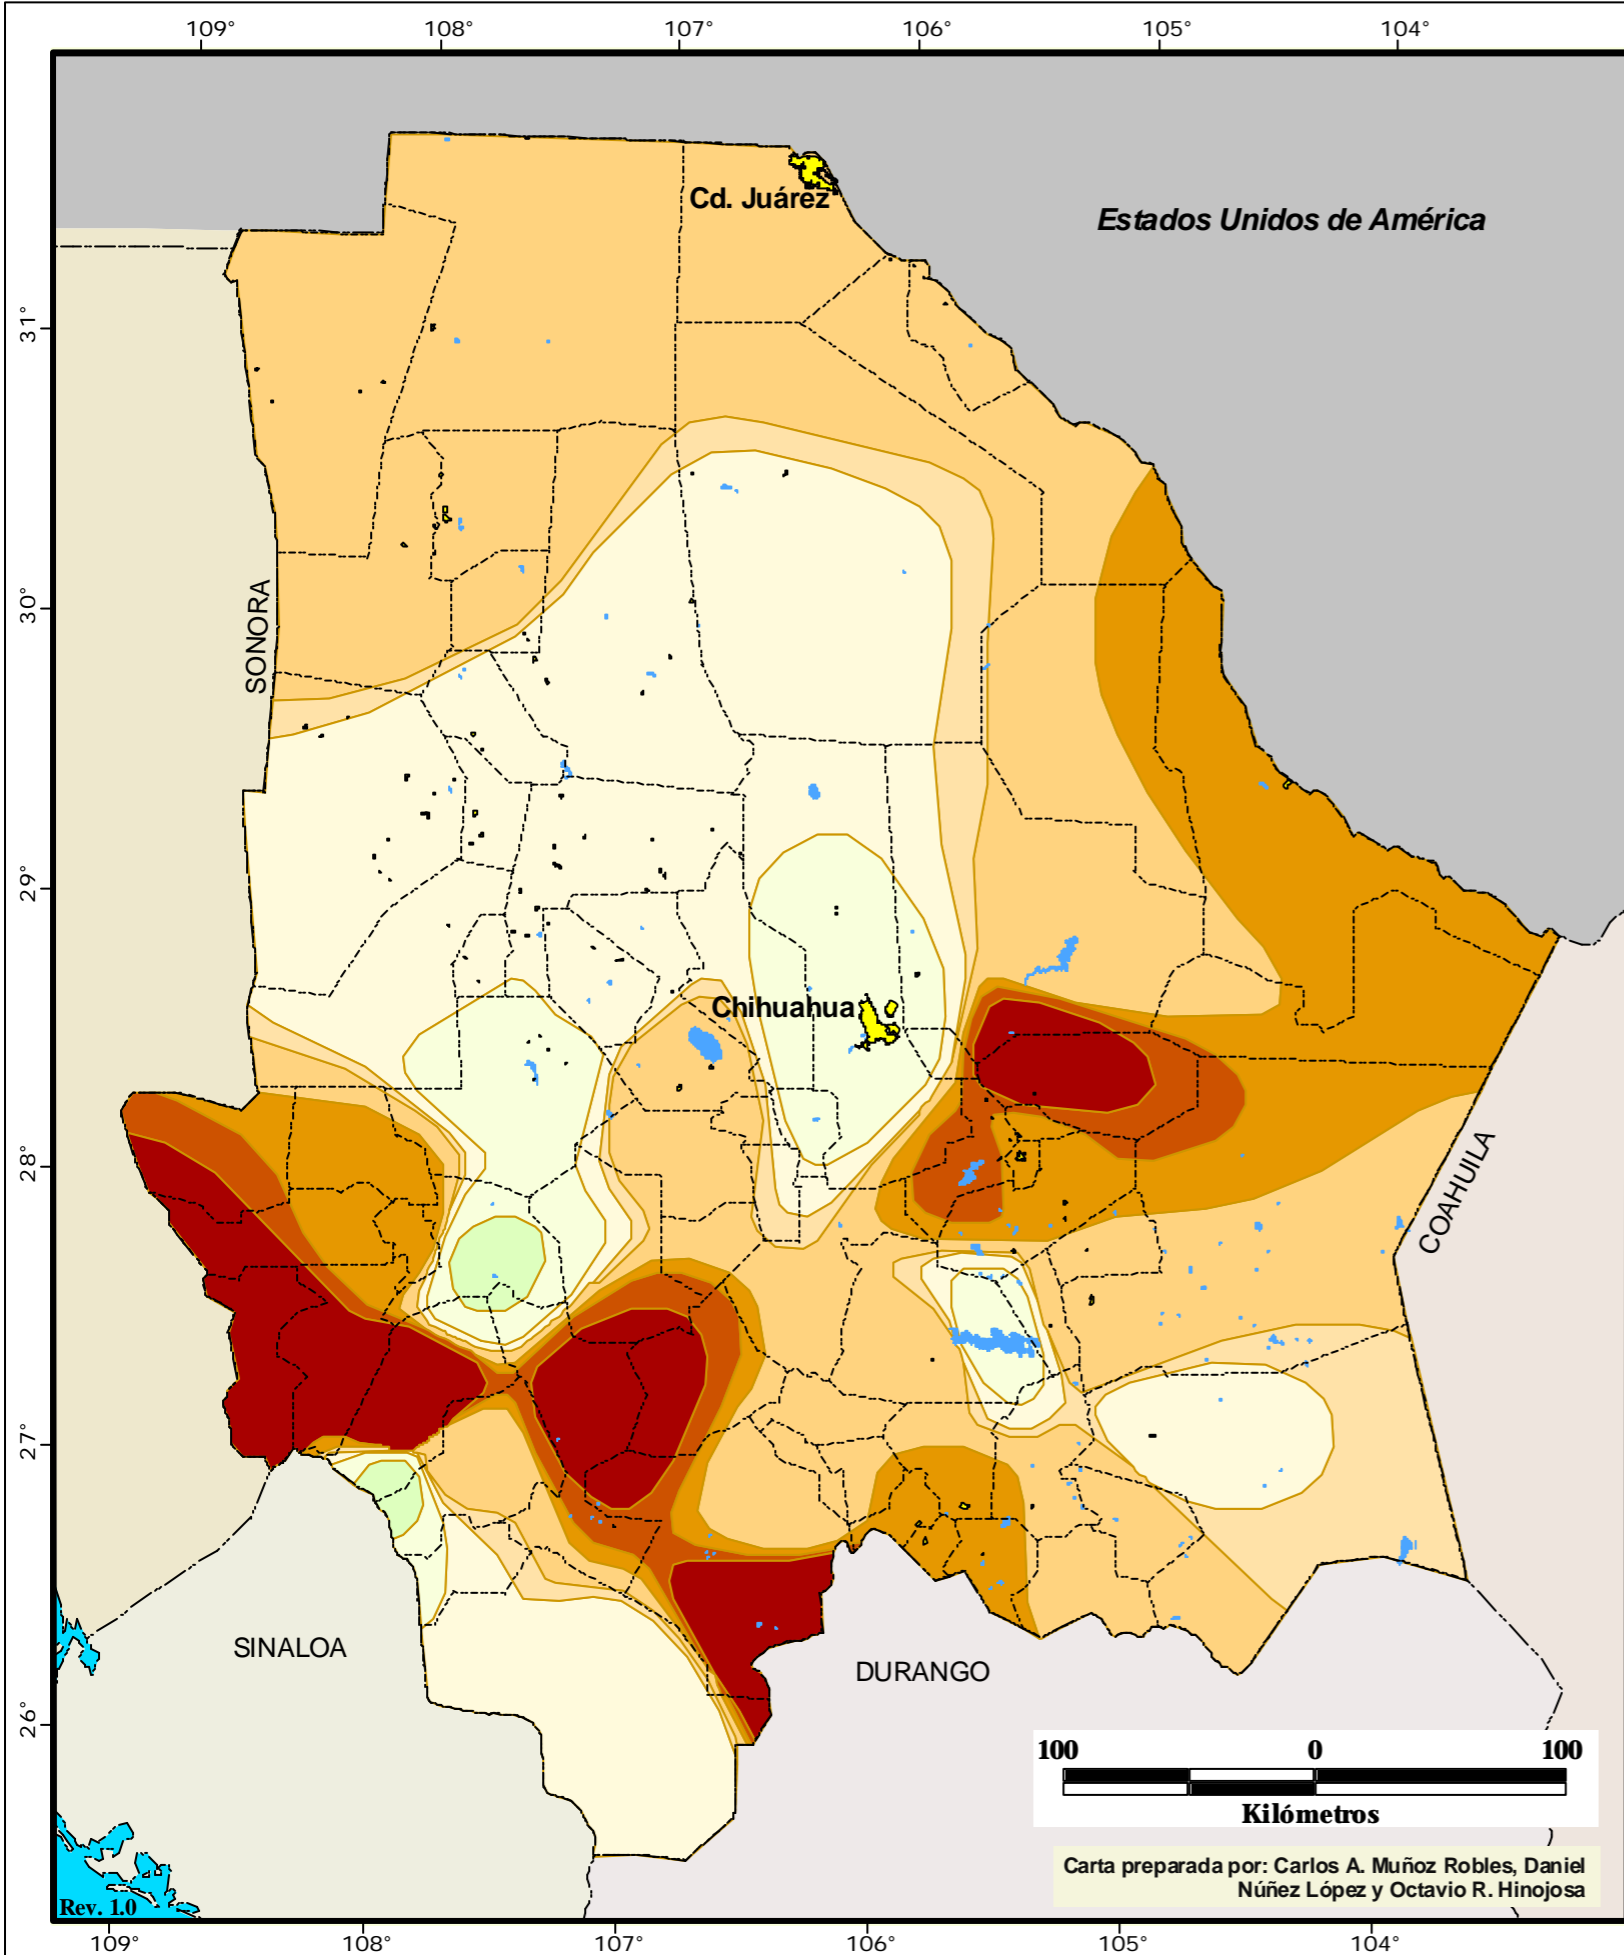 109° 108° 107° 106° 105° 104°
Cd. Juárez
Estados Unidos de América
31°
30°
SONORA
29°
Chihuahua
28°
COAHUILA
27°
SINALOA
DURANGO
26°
100 0 100
Kilómetros
Carta preparada por: Carlos A. Muñoz Robles, Daniel
Núñez López y Octavio R. Hinojosa
Rev. 1.0
109° 108° 107° 106° 105° 104°